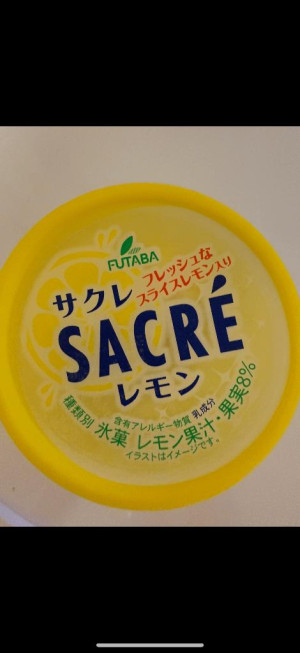 FUTABA
フレッシュな
スライスレモン入り
サクレ
SACRÉ
レモン
種類別 氷菓 レモン果汁・果実8%
含有アレルギー物質 乳成分
イラストはイメージです。